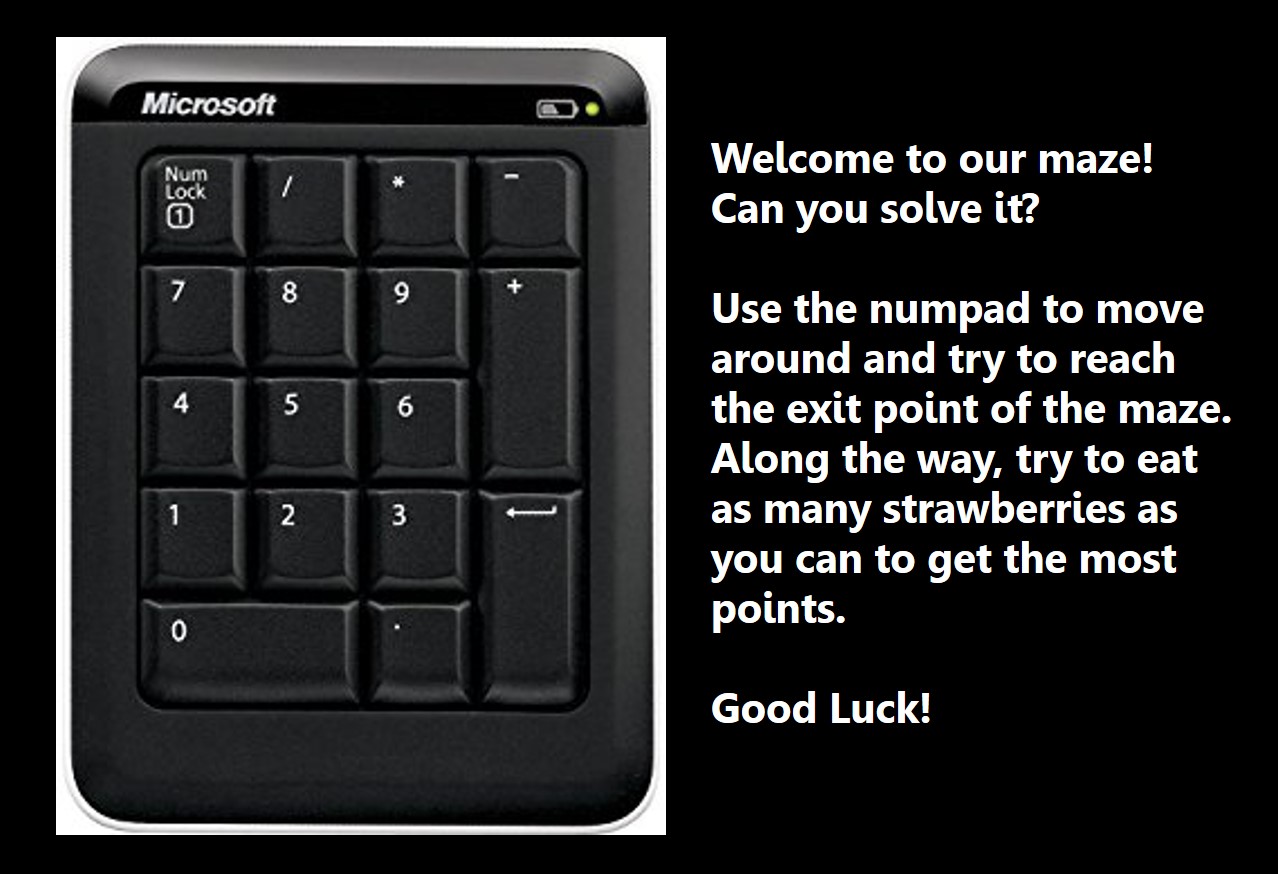 Microsoft
Num
Lock
1
/
*
-
7
8
9
+
4
5
6
1
2
3
0
.
Welcome to our maze!
Can you solve it?
Use the numpad to move
around and try to reach
the exit point of the maze.
Along the way, try to eat
as many strawberries as
you can to get the most
points.
Good Luck!